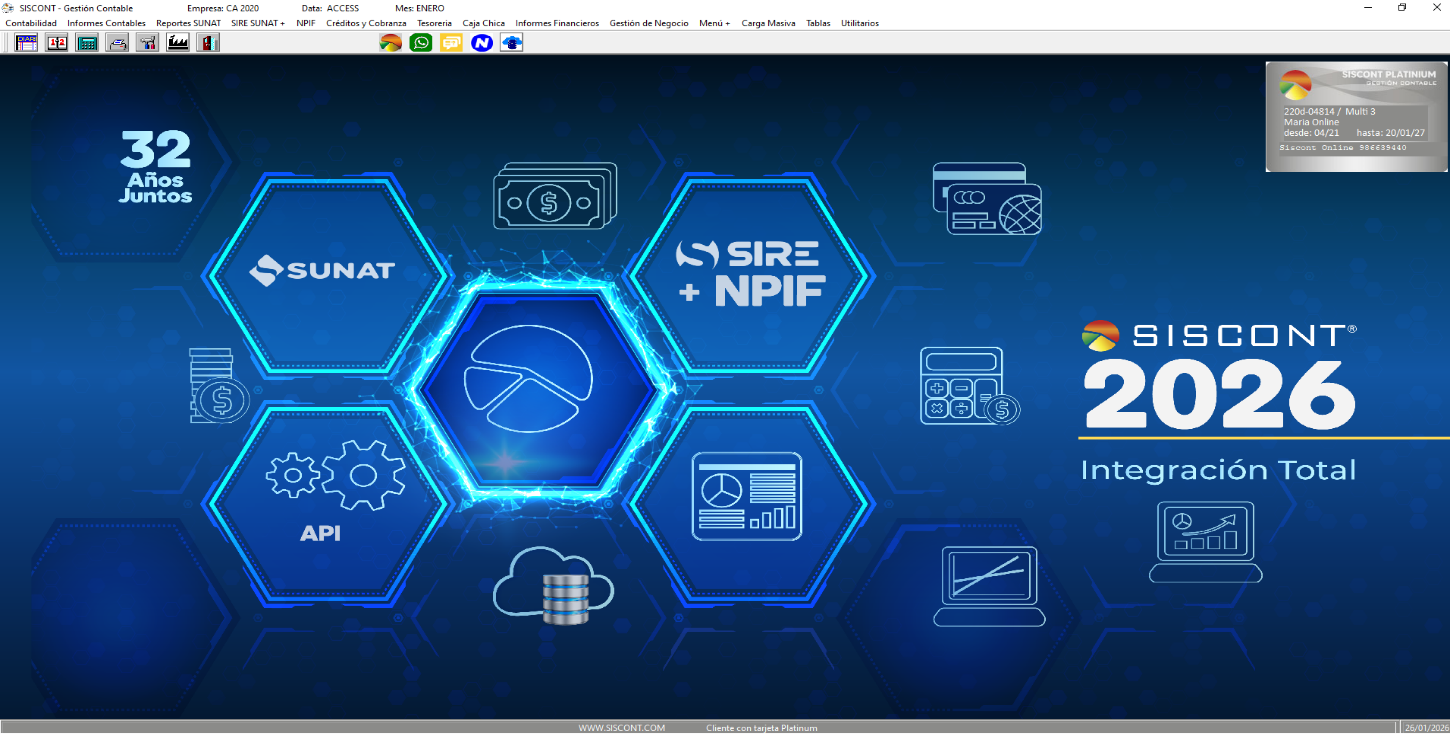 SISCONT - Gestión Contable Empresa: CA 2020 Data: ACCESS Mes: ENERO
Contabilidad Informes Contables Reportes SUNAT SIRE SUNAT + NPIF Créditos y Cobranza Tesoreria Caja Chica Informes Financieros Gestión de Negocio Menú + Carga Masiva Tablas Utilitarios
DIARI
SISCONT PLATINIUM
GESTIÓN CONTABLE
220d-04814 / Multi 3
Maria Online
desde: 04/21 hasta: 20/01/27
Siscont Online 986639440
32
Años
Juntos
SUNAT
SIRE
+ NPIF
SISCONT®
2026
Integración Total
API
WWW.SISCONT.COM Cliente con tarjeta Platinum 26/01/2026